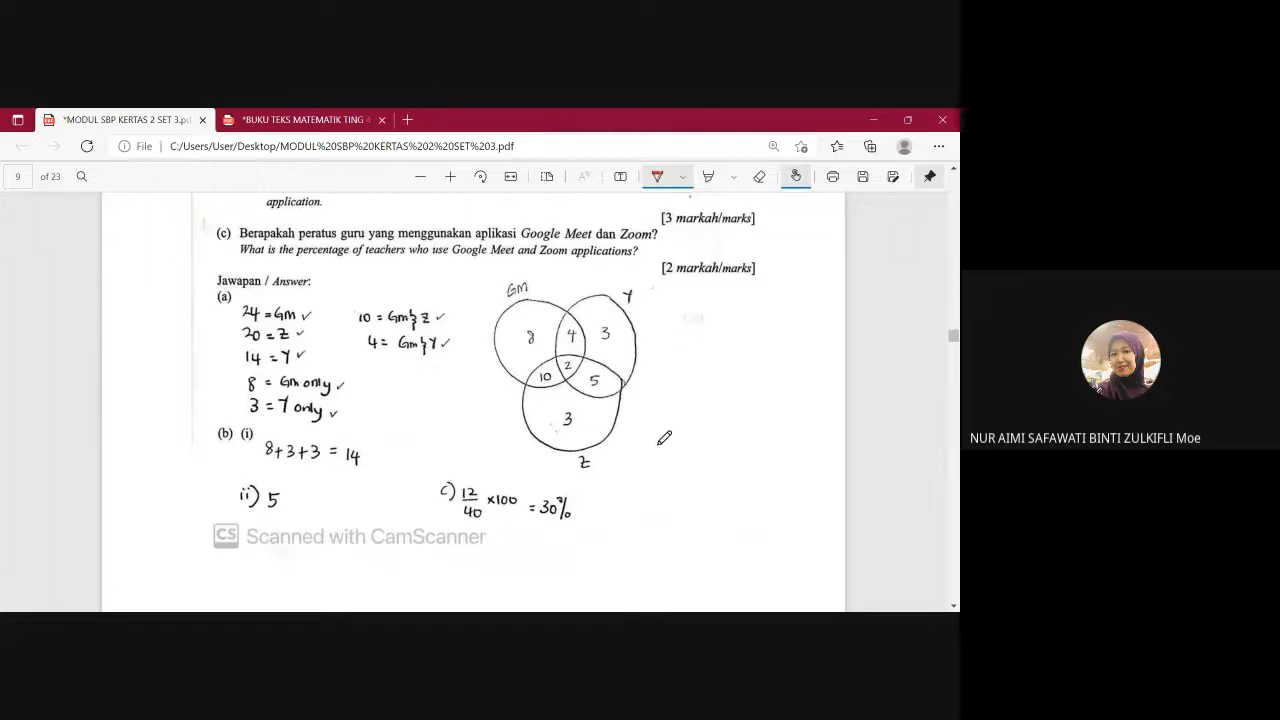 *MODUL SBP KERTAS 2 SET 3.pd
*BUKU TEKS MATEMATIK TING 4
File C:/Users/User/Desktop/MODUL%20SBP%20KERTAS%202%20SET%203.pdf
9 of 23
application.
[3 markah/marks]
(c) Berapakah peratus guru yang menggunakan aplikasi Google Meet dan Zoom?
What is the percentage of teachers who use Google Meet and Zoom applications?
[2 markah/marks]
Jawapan / Answer:
(a)
24 = GM ✓
20 = Z ✓
14 = Y ✓
8 = Gm only ✓
3 = Y only ✓
10 = Gm & Z ✓
4 = Gm & Y ✓
GM
Y
8 4 3
2
10 5
3
Z
(b) (i)
8+3+3 = 14
ii) 5
c) 12/40 ×100 = 30%
CS Scanned with CamScanner
NUR AIMI SAFAWATI BINTI ZULKIFLI Moe